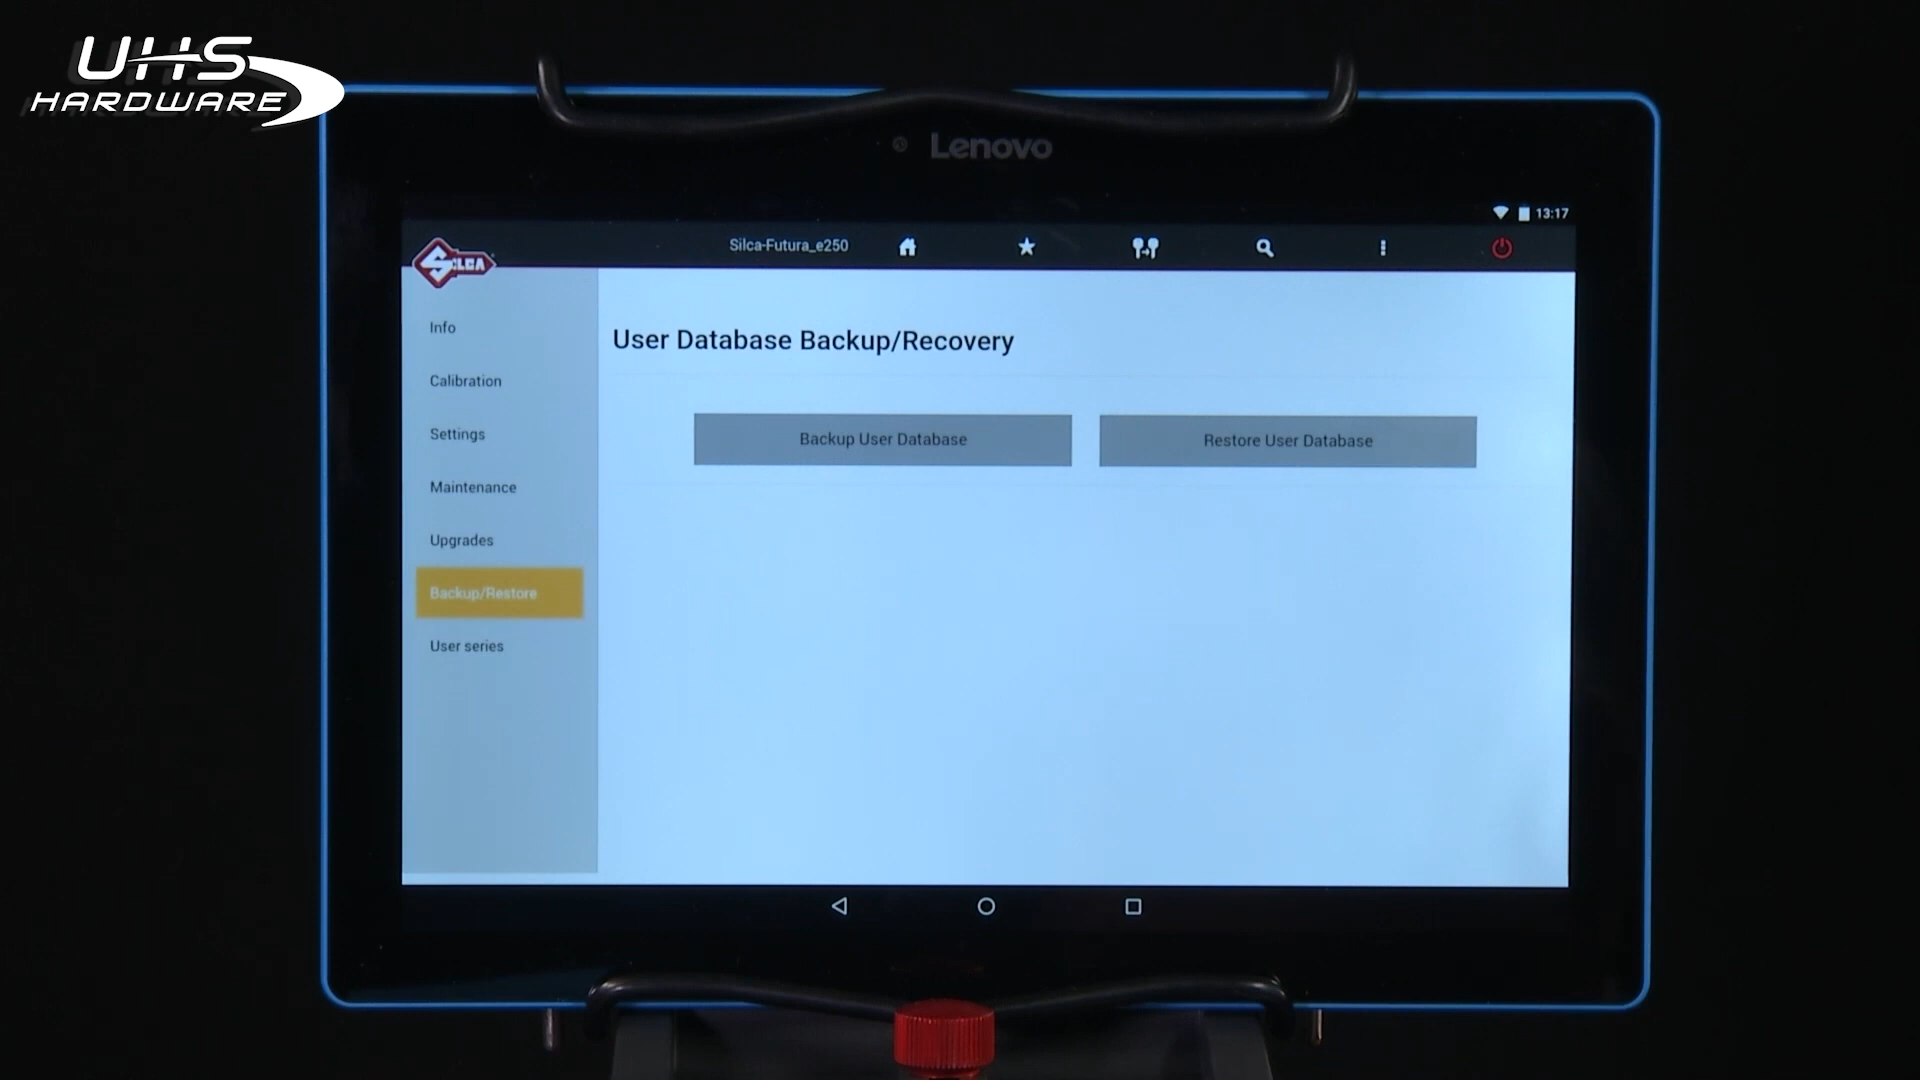 UHS
HARDWARE
Lenovo
13:17
SILCA
Silca-Futura_e250
Info
Calibration
Settings
Maintenance
Upgrades
Backup/Restore
User series
User Database Backup/Recovery
Backup User Database
Restore User Database